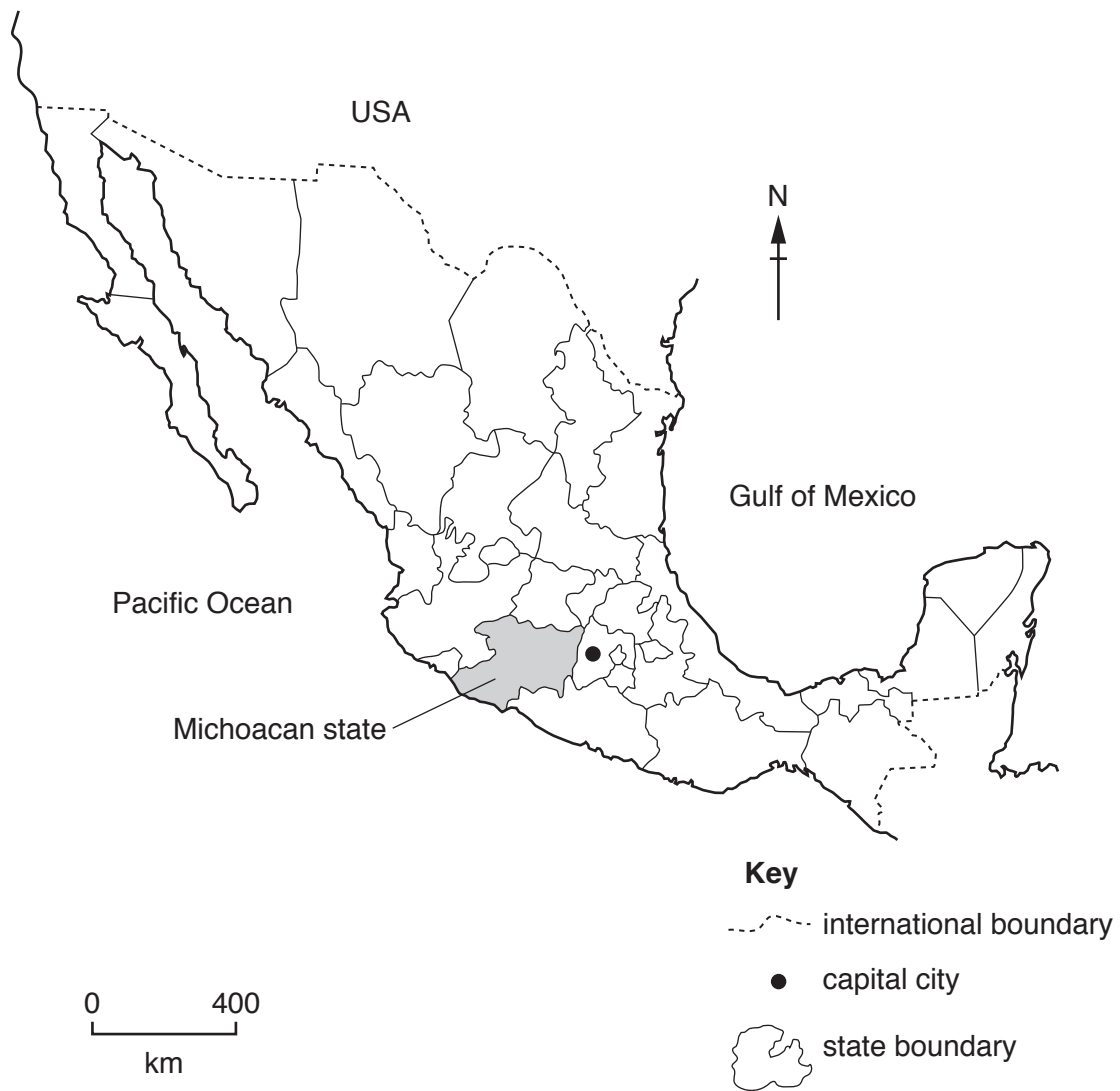 USA
N
Gulf of Mexico
Pacific Ocean
Michoacan state
Key
international boundary
capital city
state boundary
0 400
km